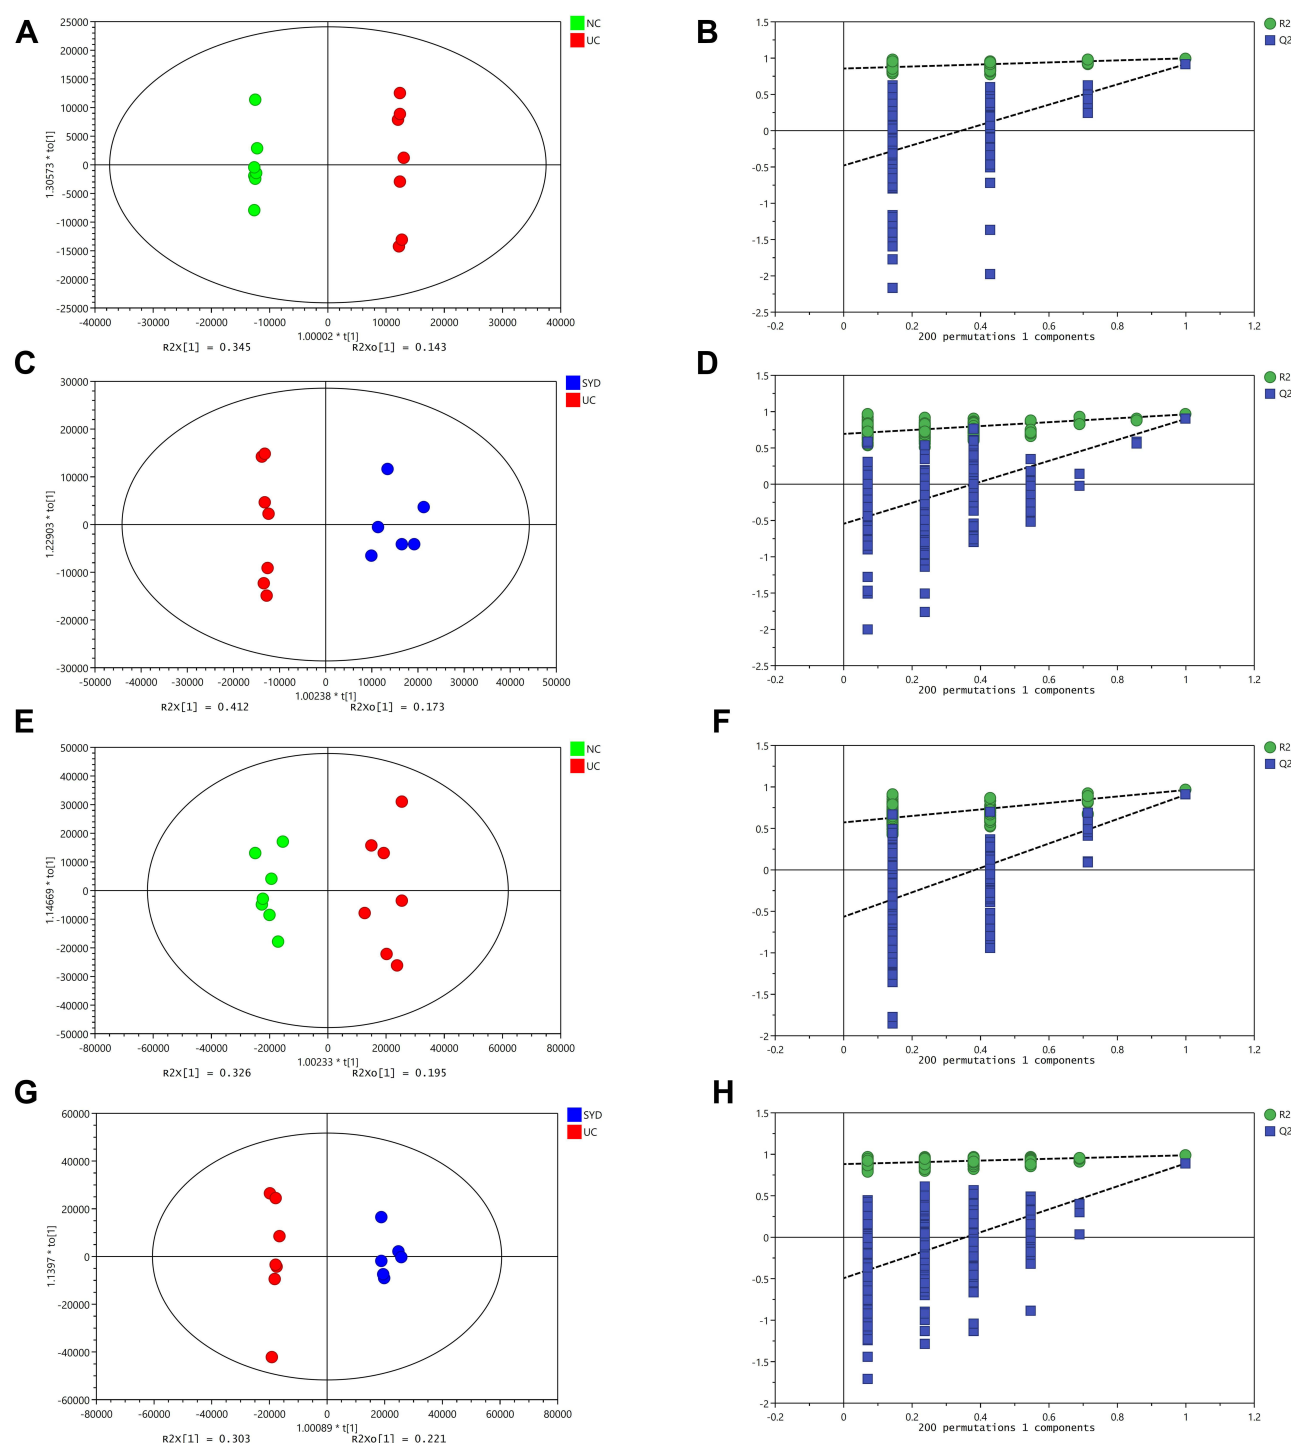 A
25000
20000
15000
10000
5000
0
-5000
-10000
-15000
-20000
-25000
1.30573 * to[1]
-40000 -30000 -20000 -10000 0 10000 20000 30000 40000
1.00002 * t[1]
R2X[1] = 0.345 R2Xo[1] = 0.143
NC
UC
B
1.5
1
0.5
0
-0.5
-1
-1.5
-2
-2.5
-0.2 0 0.2 0.4 0.6 0.8 1 1.2
200 permutations 1 components
R2
Q2
C
30000
20000
10000
0
-10000
-20000
-30000
1.22903 * to[1]
-50000 -40000 -30000 -20000 -10000 0 10000 20000 30000 40000 50000
1.00238 * t[1]
R2X[1] = 0.412 R2Xo[1] = 0.173
SYD
UC
D
1.5
1
0.5
0
-0.5
-1
-1.5
-2
-2.5
-0.2 0 0.2 0.4 0.6 0.8 1 1.2
200 permutations 1 components
R2
Q2
E
50000
40000
30000
20000
10000
0
-10000
-20000
-30000
-40000
-50000
1.14669 * to[1]
-80000 -60000 -40000 -20000 0 20000 40000 60000 80000
1.00233 * t[1]
R2X[1] = 0.326 R2Xo[1] = 0.195
NC
UC
F
1.5
1
0.5
0
-0.5
-1
-1.5
-2
-0.2 0 0.2 0.4 0.6 0.8 1 1.2
200 permutations 1 components
R2
Q2
G
60000
40000
20000
0
-20000
-40000
-60000
1.1397 * to[1]
-80000 -60000 -40000 -20000 0 20000 40000 60000 80000
1.00089 * t[1]
R2X[1] = 0.303 R2Xo[1] = 0.221
SYD
UC
H
1.5
1
0.5
0
-0.5
-1
-1.5
-2
-0.2 0 0.2 0.4 0.6 0.8 1 1.2
200 permutations 1 components
R2
Q2